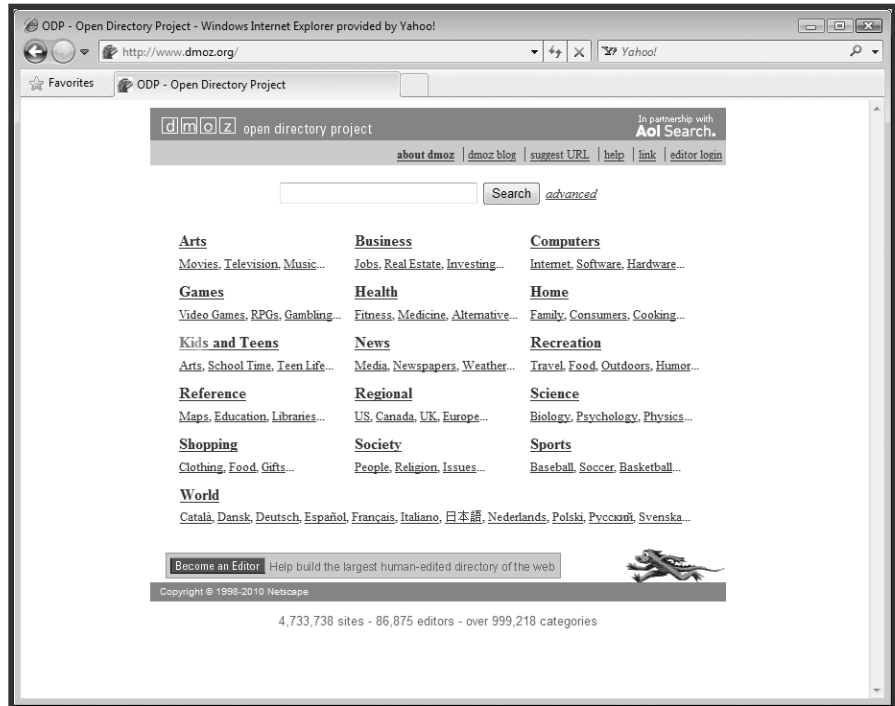 ODP - Open Directory Project - Windows Internet Explorer provided by Yahoo!
http://www.dmoz.org/
Yahoo!
Favorites
ODP - Open Directory Project
dmoz open directory project
In partnership with
Aol Search.
about dmoz | dmoz blog | suggest URL | help | link | editor login
Search advanced
Arts Business Computers
Movies, Television, Music... Jobs, Real Estate, Investing... Internet, Software, Hardware...
Games Health Home
Video Games, RPGs, Gambling... Fitness, Medicine, Alternative... Family, Consumers, Cooking...
Kids and Teens News Recreation
Arts, School Time, Teen Life... Media, Newspapers, Weather... Travel, Food, Outdoors, Humor...
Reference Regional Science
Maps, Education, Libraries... US, Canada, UK, Europe... Biology, Psychology, Physics...
Shopping Society Sports
Clothing, Food, Gifts... People, Religion, Issues... Baseball, Soccer, Basketball...
World
Català, Dansk, Deutsch, Español, Français, Italiano, 日本語, Nederlands, Polski, Русский, Svenska...
Become an Editor Help build the largest human-edited directory of the web
Copyright © 1998-2010 Netscape
4,733,738 sites - 86,875 editors - over 999,218 categories